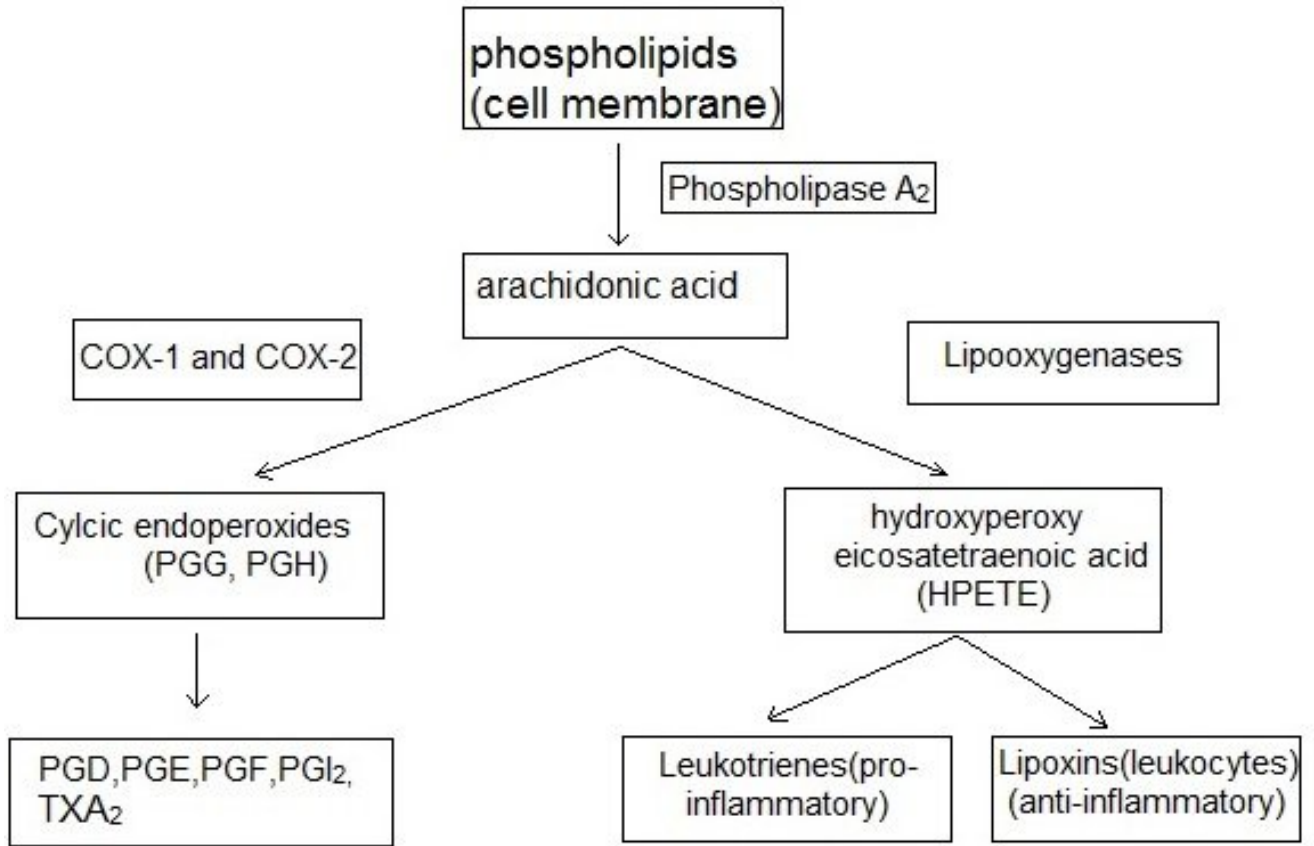 phospholipids
(cell membrane)
Phospholipase A₂
arachidonic acid
COX-1 and COX-2
Lipooxygenases
Cylcic endoperoxides
(PGG, PGH)
hydroxyperoxy
eicosatetraenoic acid
(HPETE)
PGD,PGE,PGF,PGI₂,
TXA₂
Leukotrienes(pro-
inflammatory)
Lipoxins(leukocytes)
(anti-inflammatory)